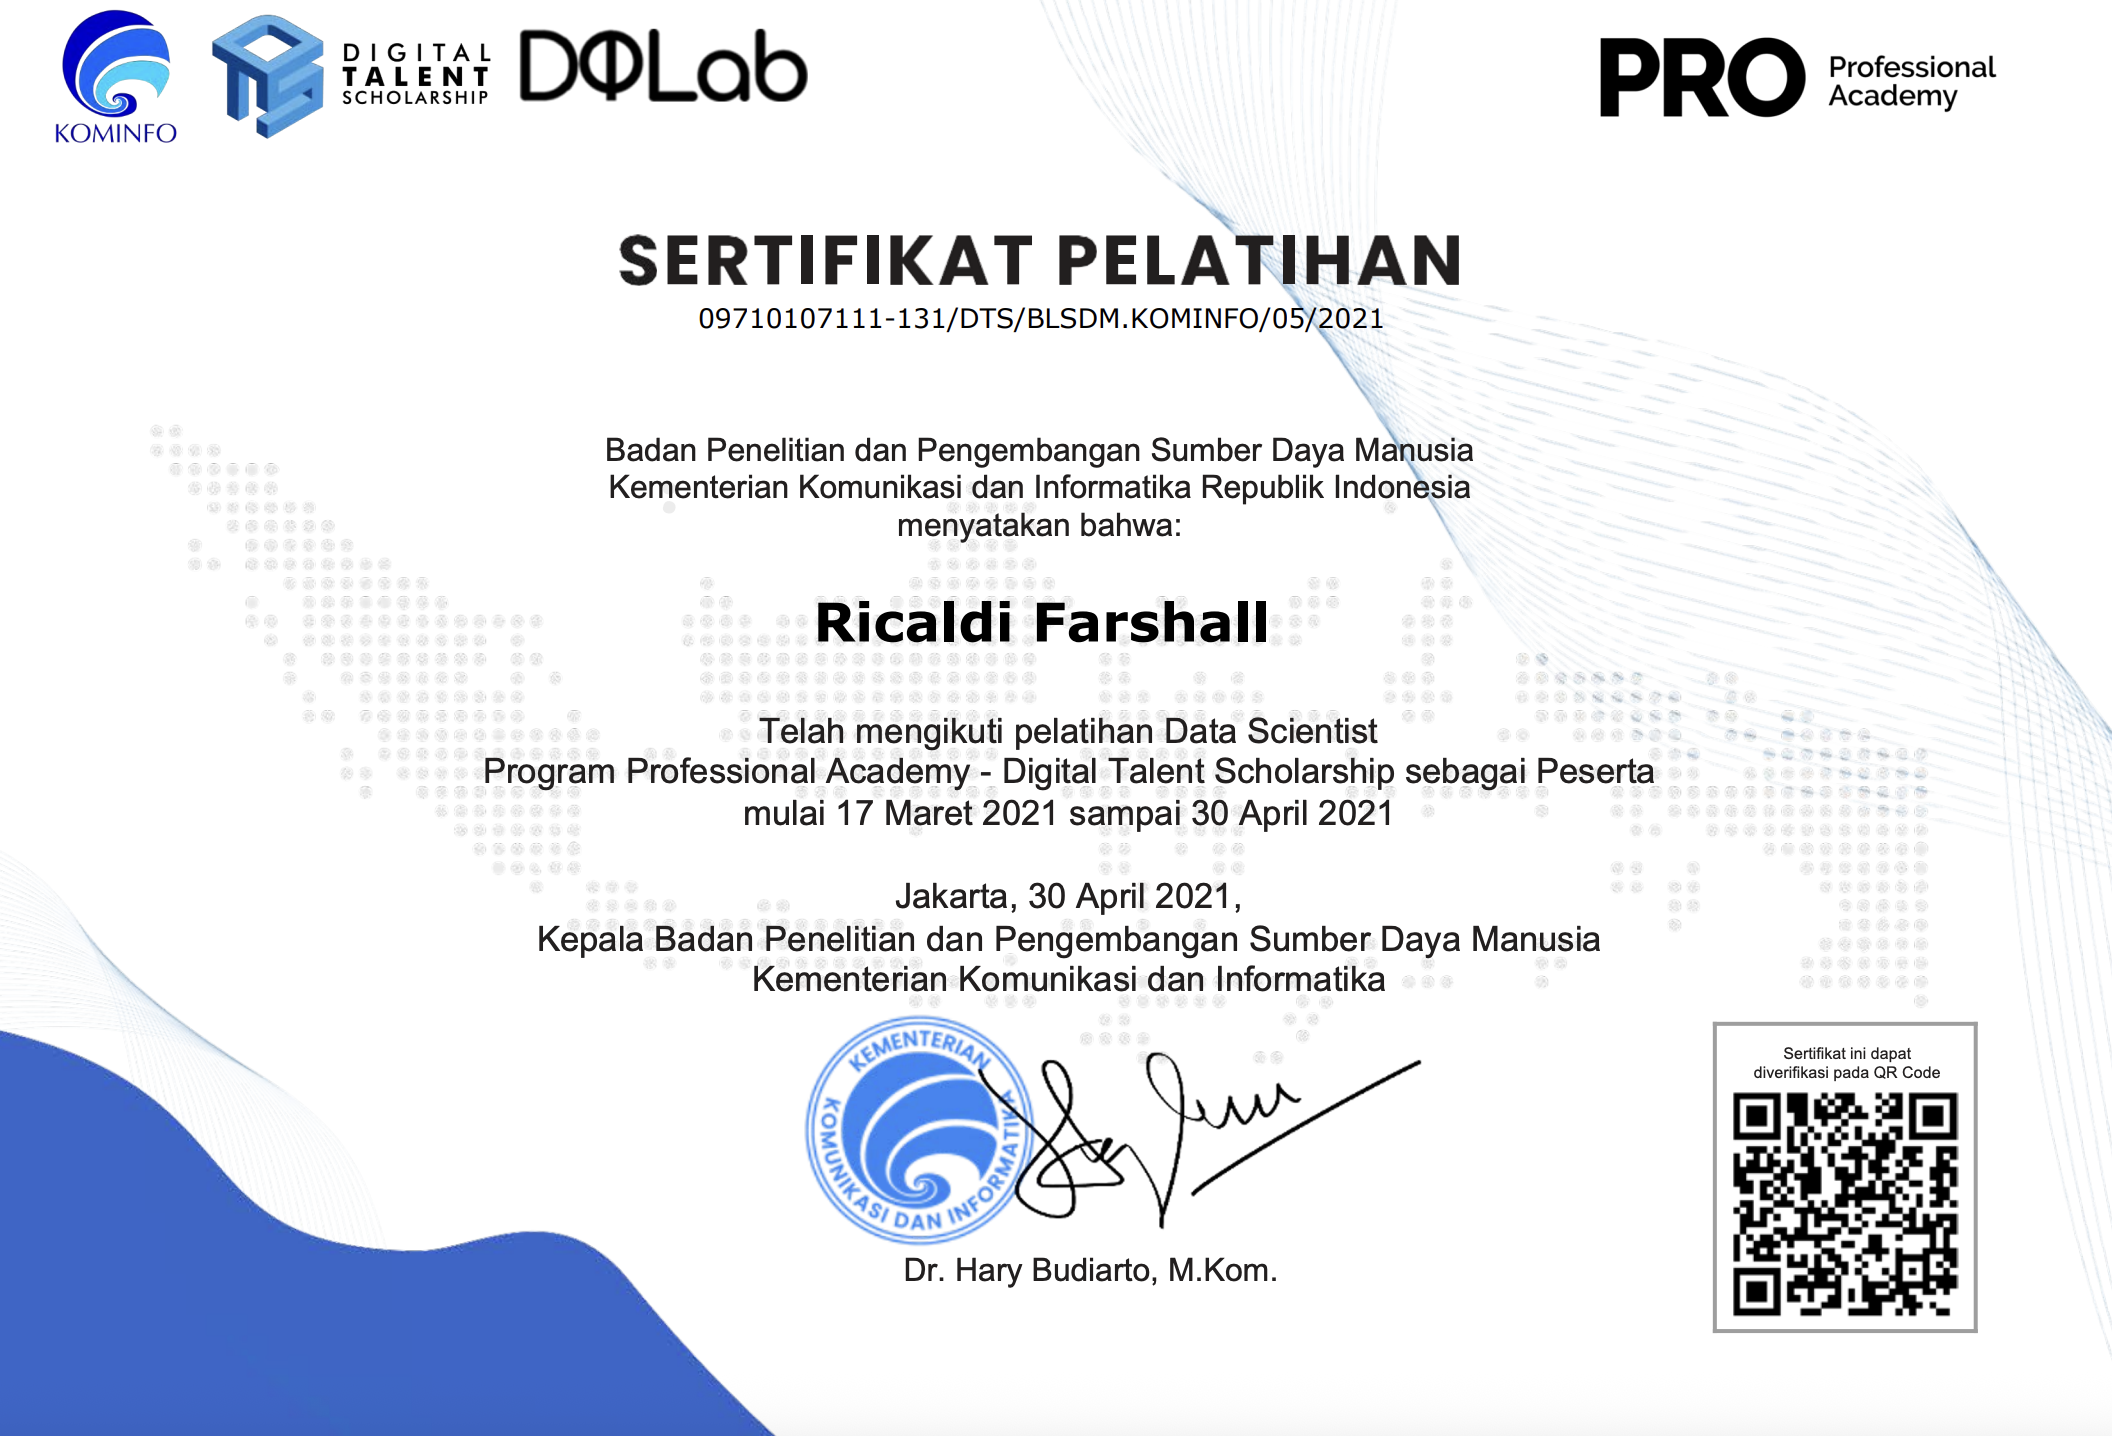 KOMINFO
DIGITAL
TALENT
SCHOLARSHIP
DQLab
PRO
Professional
Academy
SERTIFIKAT PELATIHAN
09710107111-131/DTS/BLSDM.KOMINFO/05/2021
Badan Penelitian dan Pengembangan Sumber Daya Manusia
Kementerian Komunikasi dan Informatika Republik Indonesia
menyatakan bahwa:
Ricaldi Farshall
Telah mengikuti pelatihan Data Scientist
Program Professional Academy - Digital Talent Scholarship sebagai Peserta
mulai 17 Maret 2021 sampai 30 April 2021
Jakarta, 30 April 2021,
Kepala Badan Penelitian dan Pengembangan Sumber Daya Manusia
Kementerian Komunikasi dan Informatika
KEMENTERIAN
KOMUNIKASI DAN INFORMATIKA
Dr. Hary Budiarto, M.Kom.
Sertifikat ini dapat
diverifikasi pada QR Code